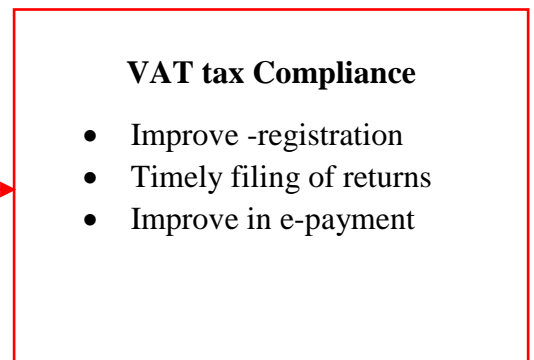 VAT tax Compliance
• Improve -registration
• Timely filing of returns
• Improve in e-payment